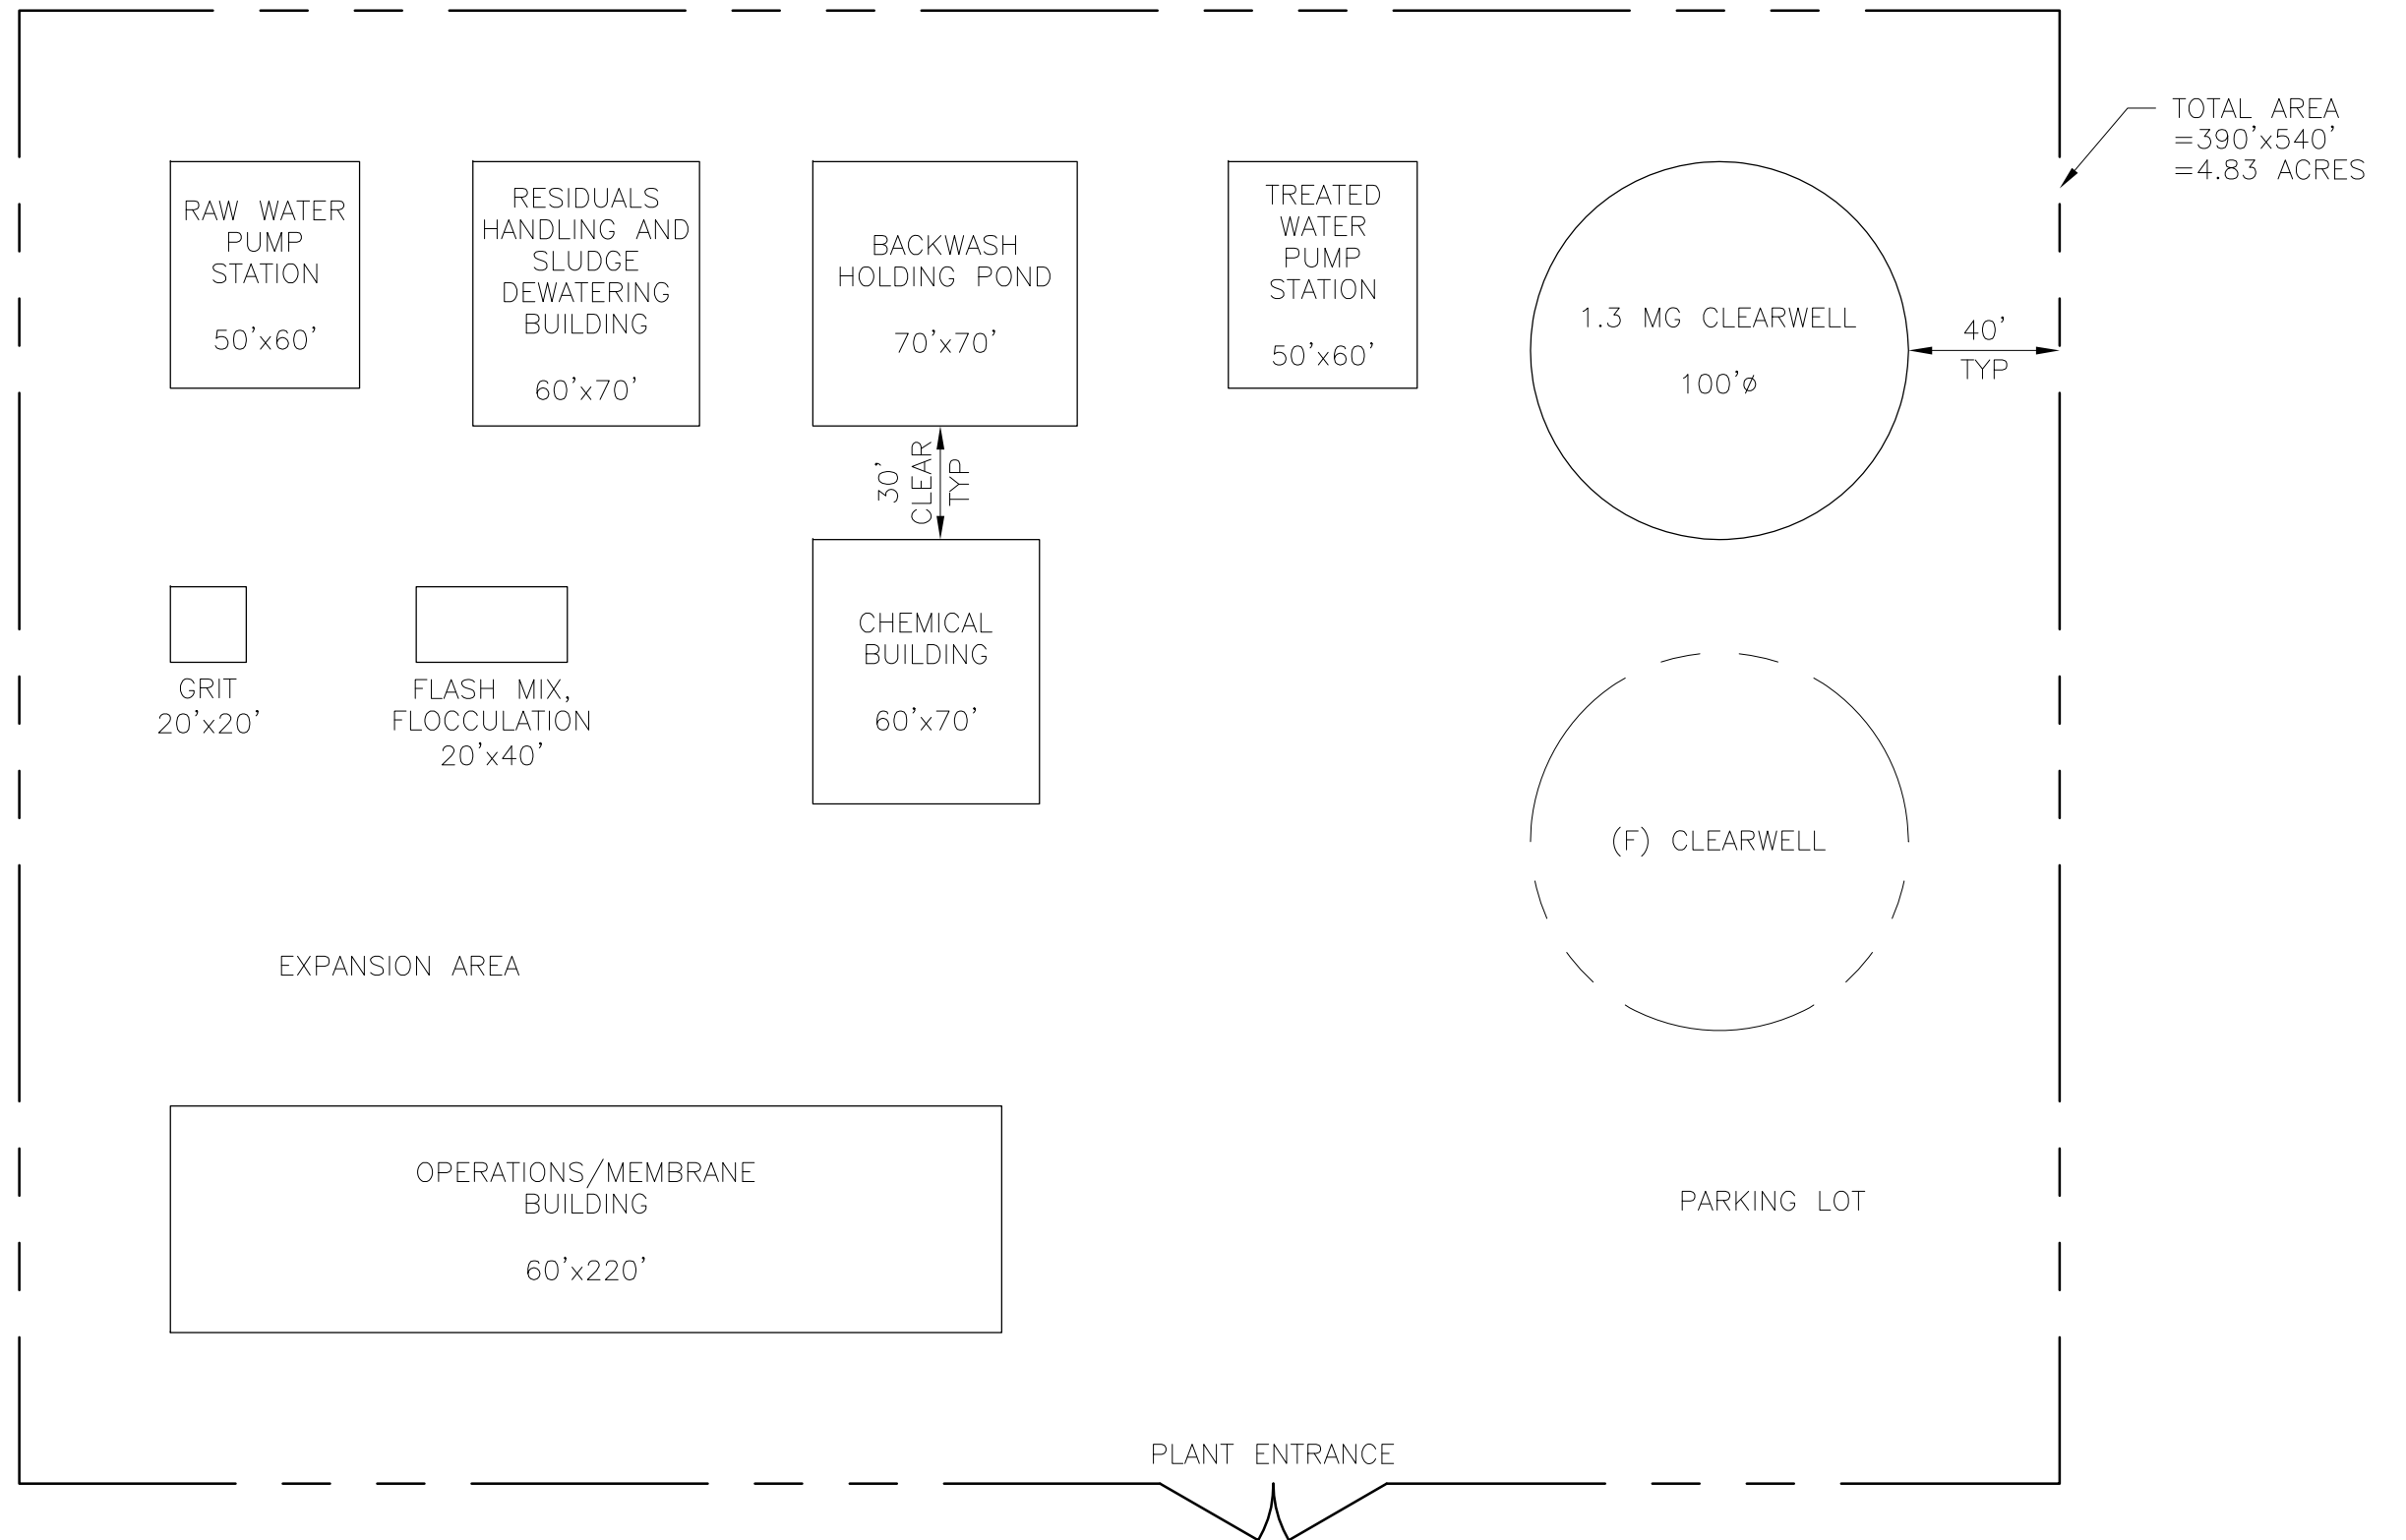 TOTAL AREA
=390'x540'
=4.83 ACRES
RAW WATER
PUMP
STATION
50'x60'
RESIDUALS
HANDLING AND
SLUDGE
DEWATERING
BUILDING
60'x70'
BACKWASH
HOLDING POND
70'x70'
TREATED
WATER
PUMP
STATION
50'x60'
1.3 MG CLEARWELL
100'ø
40'
TYP
30'
CLEAR
TYP
GRIT
20'x20'
FLASH MIX,
FLOCCULATION
20'x40'
CHEMICAL
BUILDING
60'x70'
(F) CLEARWELL
EXPANSION AREA
OPERATIONS/MEMBRANE
BUILDING
60'x220'
PARKING LOT
PLANT ENTRANCE